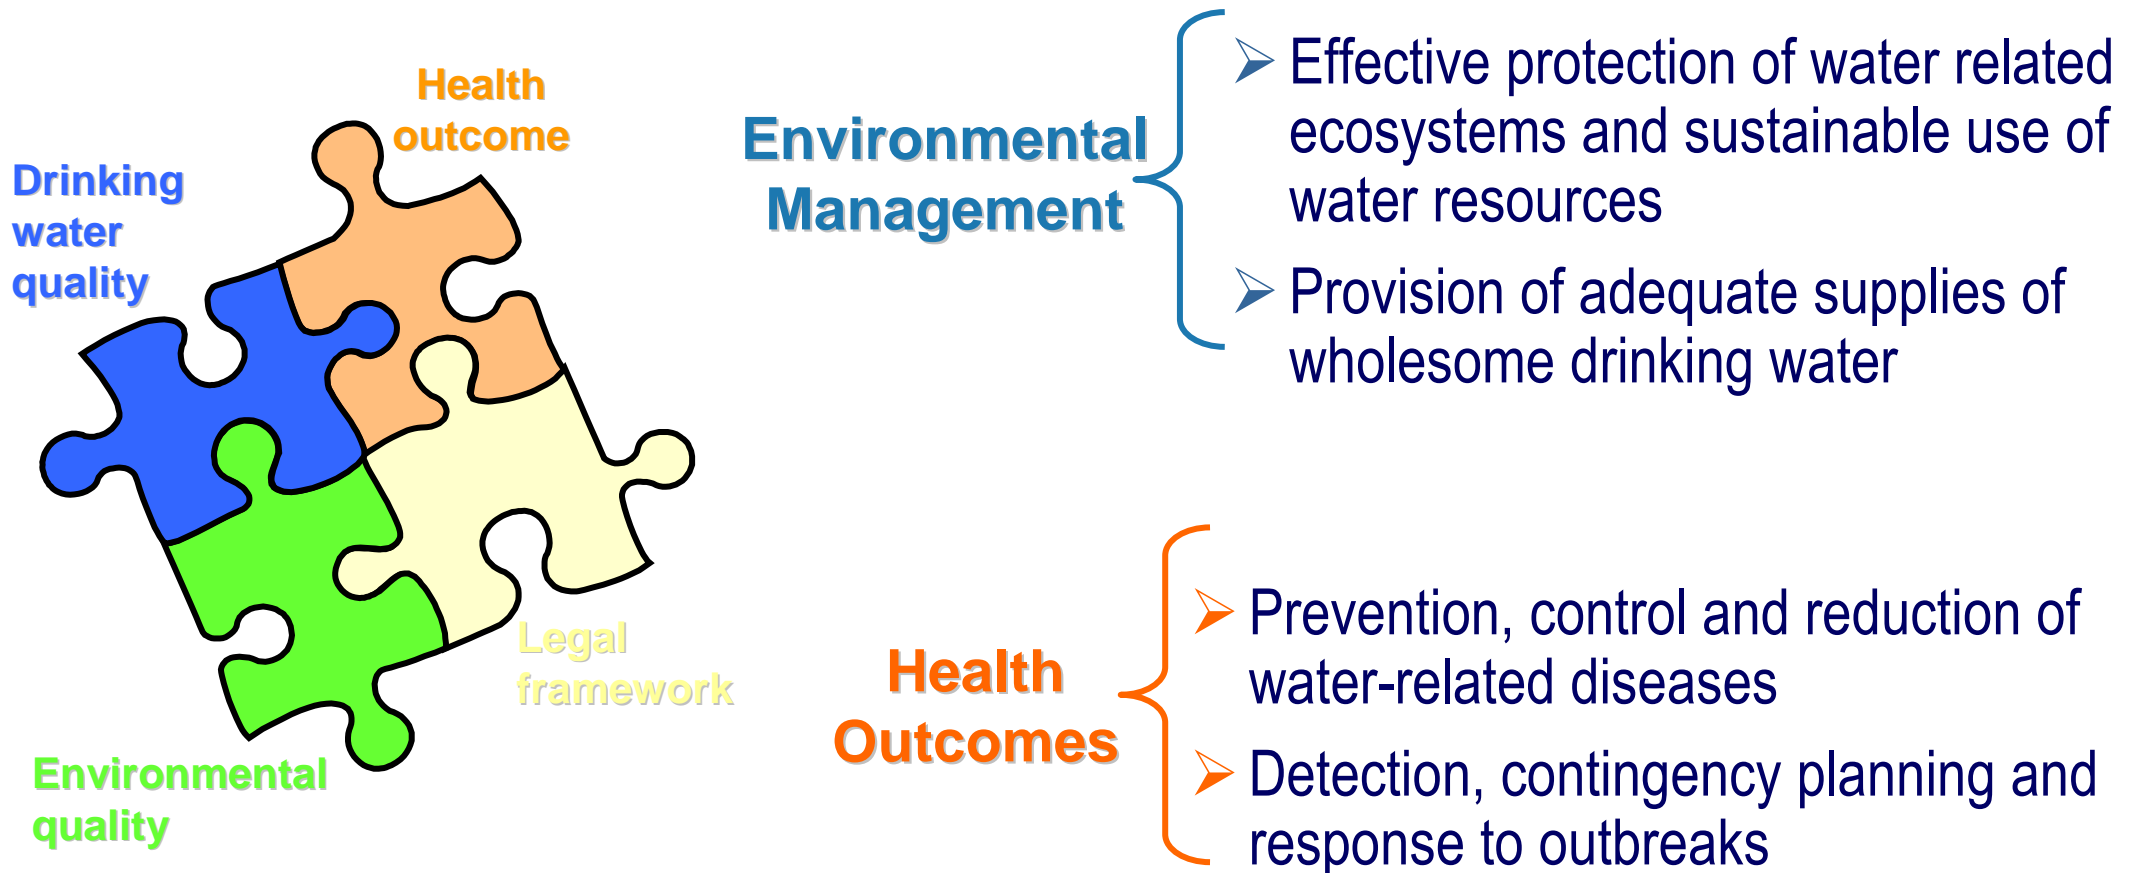 Health
outcome
Drinking
water
quality
Legal
framework
Environmental
quality
Environmental
Management
Effective protection of water related
ecosystems and sustainable use of
water resources
Provision of adequate supplies of
wholesome drinking water
Health
Outcomes
Prevention, control and reduction of
water-related diseases
Detection, contingency planning and
response to outbreaks